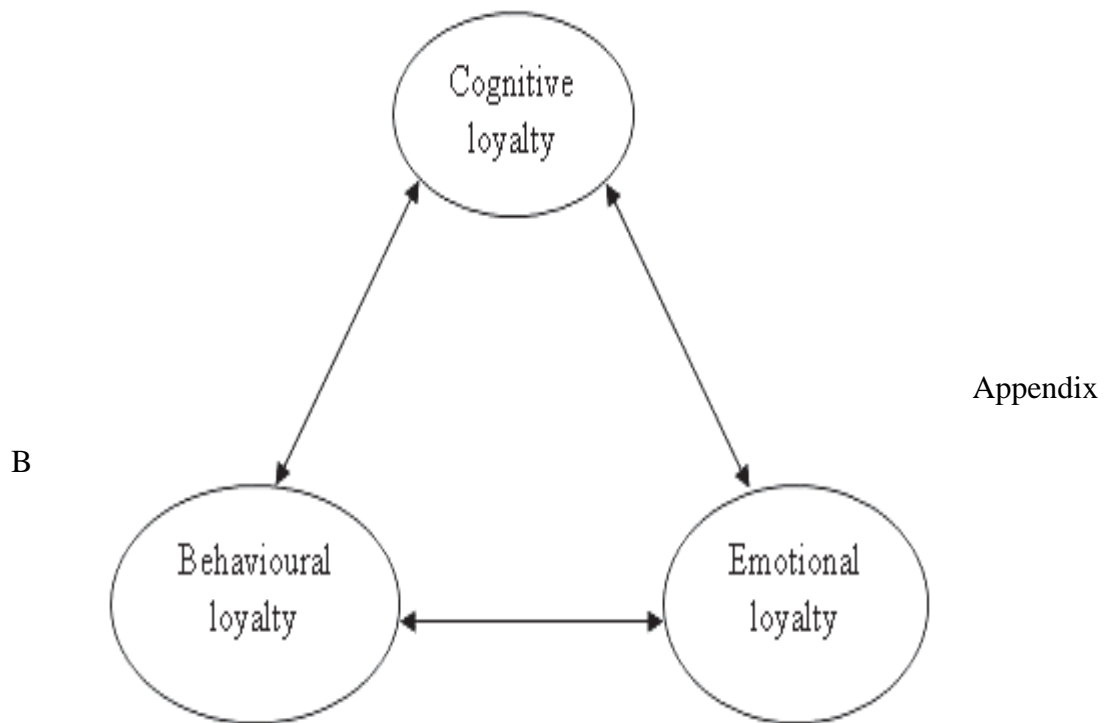 Cognitive
loyalty
Appendix
B
Behavioural
loyalty
Emotional
loyalty